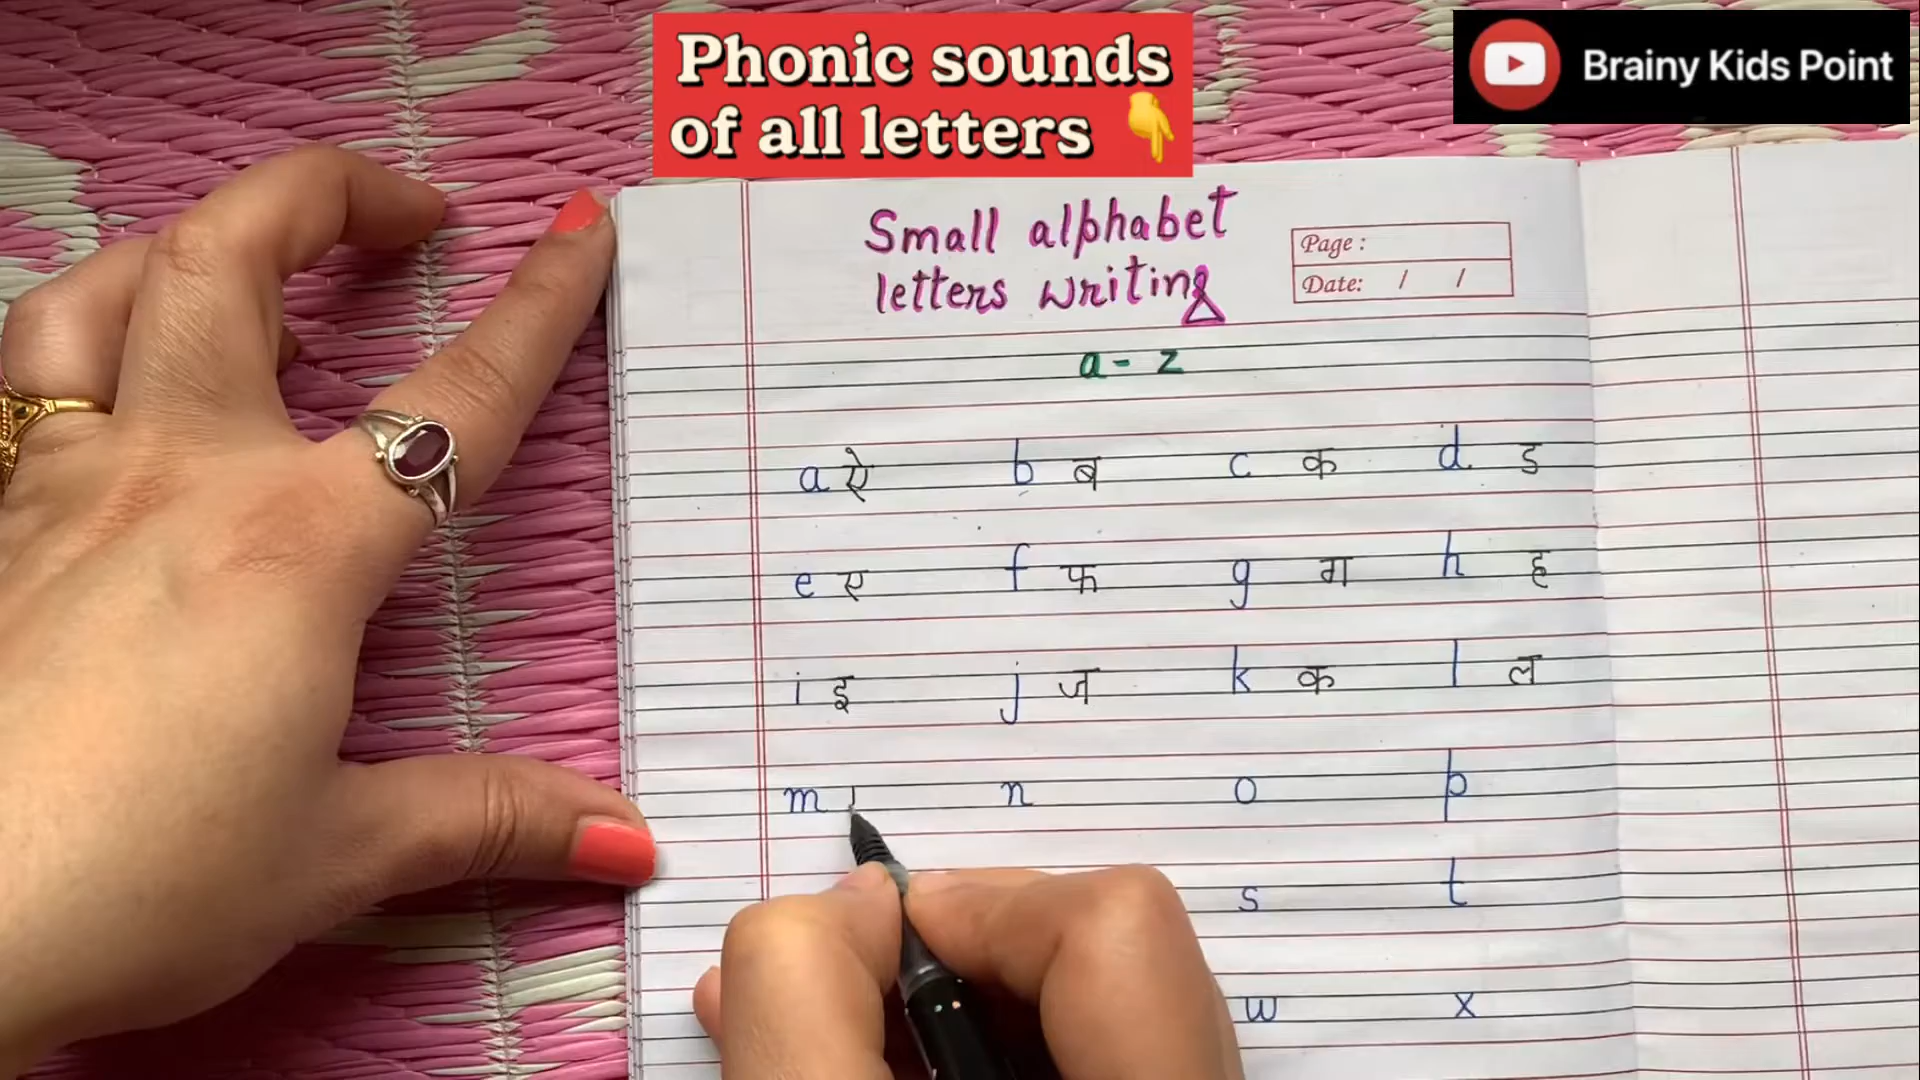 Phonic sounds
of all letters 👇
Brainy Kids Point
Small alphabet
letters writing
Page :
Date: / /
a - z
a ऐ b ब c क d ड
e ए f फ g ग h ह
i इ j ज k क l ल
m n o p
s t
w x